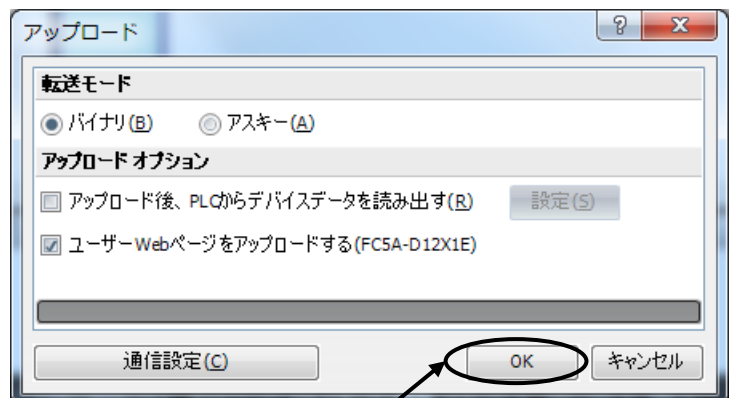 アップロード
転送モード
バイナリ(B) アスキー(A)
アップロード オプション
アップロード後、PLCからデバイスデータを読み出す(R) 設定(S)
ユーザーWebページをアップロードする(FC5A-D12X1E)
通信設定(C) OK キャンセル